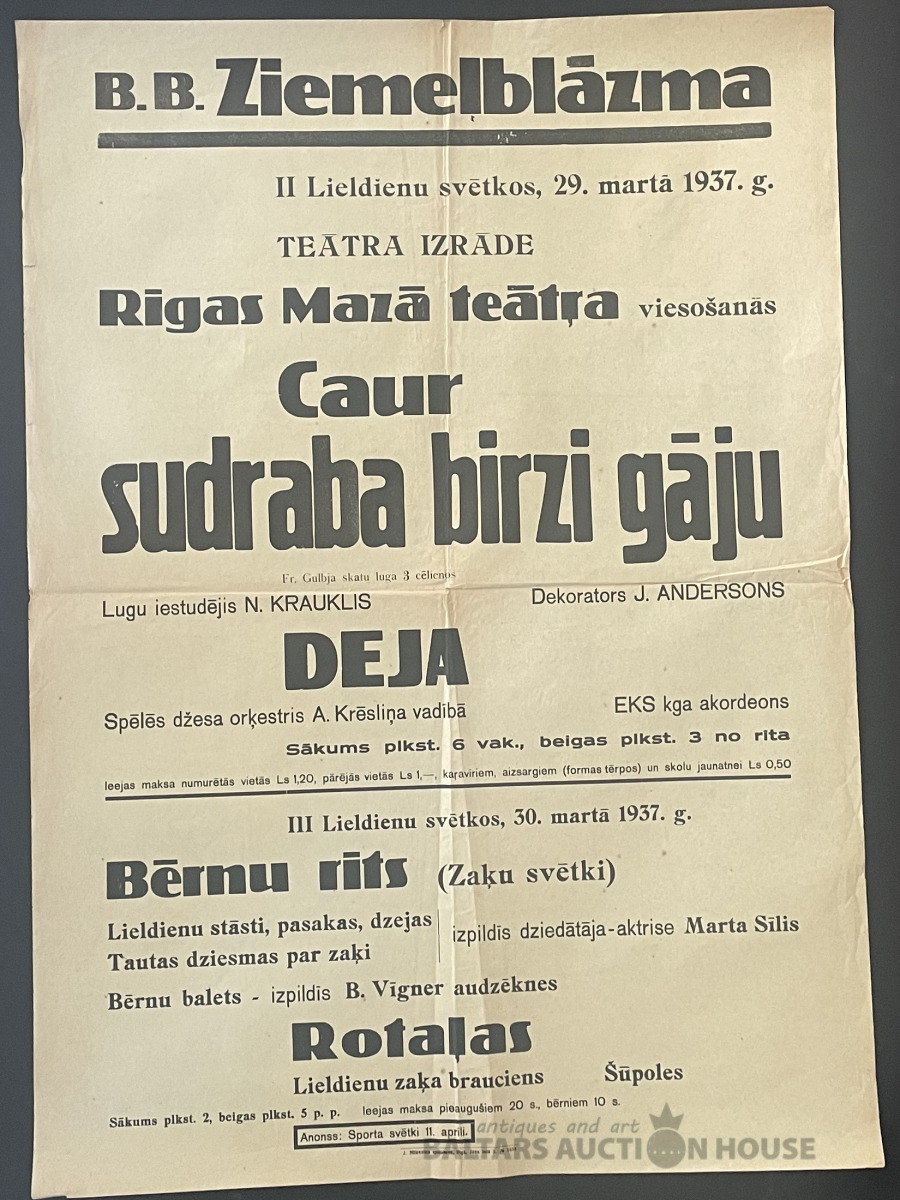 B. B. Ziemeļblāzma
II Lieldienu svētkos, 29. martā 1937. g.
TEĀTRA IZRĀDE
Rīgas Mazā teātŗa viesošanās
Caur
sudraba birzi gāju
Fr. Gulbja skatu luga 3 cēlienos
Lugu iestudējis N. KRAUKLIS
Dekorators J. ANDERSONS
DEJA
Spēlēs džesa orķestris A. Krēsliņa vadībā
EKS kga akordeons
Sākums plkst. 6 vak., beigas plkst. 3 no rīta
Ieejas maksa numurētās vietās Ls 1,20, pārējās vietās Ls 1,—, kaŗavīriem, aizsargiem (formas tērpos) un skolu jaunatnei Ls 0,50
III Lieldienu svētkos, 30. martā 1937. g.
Bērnu rīts (Zaķu svētki)
Lieldienu stāsti, pasakas, dzejas
Tautas dziesmas par zaķi
izpildīs dziedātāja-aktrise Marta Sīlis
Bērnu balets - izpildīs B. Vīgner audzēknes
Rotaļas
Lieldienu zaķa brauciens Šūpoles
Sākums plkst. 2, beigas plkst. 5 p. p. Ieejas maksa pieaugušiem 20 s., bērniem 10 s.
Anonss: Sporta svētki 11. aprilī.
antiques and art
BALTARS AUCTION HOUSE